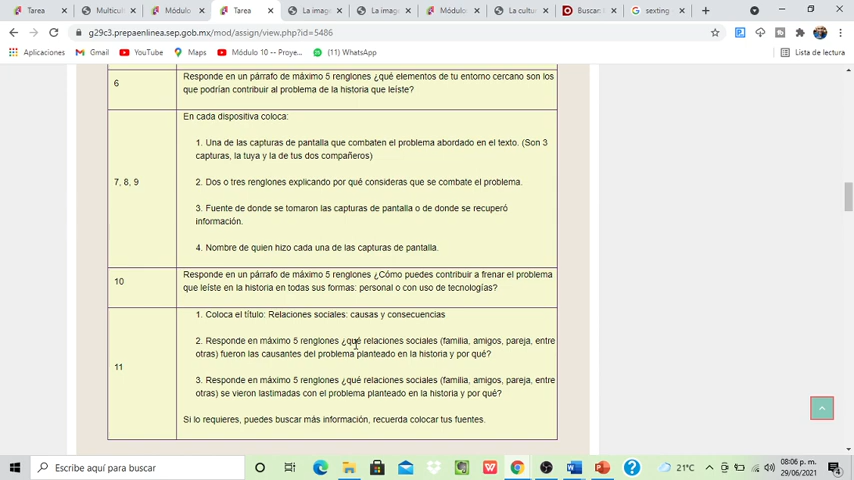 Tarea
Multicult
Módulo
Tarea
La imag
La imag
Módulo
La cultu
Buscan
sexting
g29c3.prepaenlinea.sep.gob.mx/mod/assign/view.php?id=5486
Aplicaciones
Gmail
YouTube
Maps
Módulo 10 -- Proye...
(11) WhatsApp
Lista de lectura
6
Responde en un párrafo de máximo 5 renglones ¿qué elementos de tu entorno cercano son los
que podrían contribuir al problema de la historia que leíste?
En cada dispositiva coloca:
1. Una de las capturas de pantalla que combaten el problema abordado en el texto. (Son 3
capturas, la tuya y la de tus dos compañeros)
7, 8, 9
2. Dos o tres renglones explicando por qué consideras que se combate el problema.
3. Fuente de donde se tomaron las capturas de pantalla o de donde se recuperó
información.
4. Nombre de quien hizo cada una de las capturas de pantalla.
10
Responde en un párrafo de máximo 5 renglones ¿Cómo puedes contribuir a frenar el problema
que leíste en la historia en todas sus formas: personal o con uso de tecnologías?
1. Coloca el título: Relaciones sociales: causas y consecuencias
2. Responde en máximo 5 renglones ¿qué relaciones sociales (familia, amigos, pareja, entre
otras) fueron las causantes del problema planteado en la historia y por qué?
11
3. Responde en máximo 5 renglones ¿qué relaciones sociales (familia, amigos, pareja, entre
otras) se vieron lastimadas con el problema planteado en la historia y por qué?
Si lo requieres, puedes buscar más información, recuerda colocar tus fuentes.
Escribe aquí para buscar
21°C
08:06 p. m.
29/06/2021
4